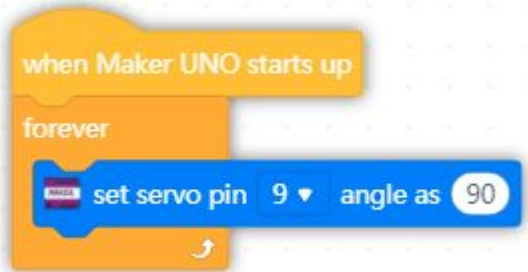 when Maker UNO starts up
forever
set servo pin 9 angle as 90